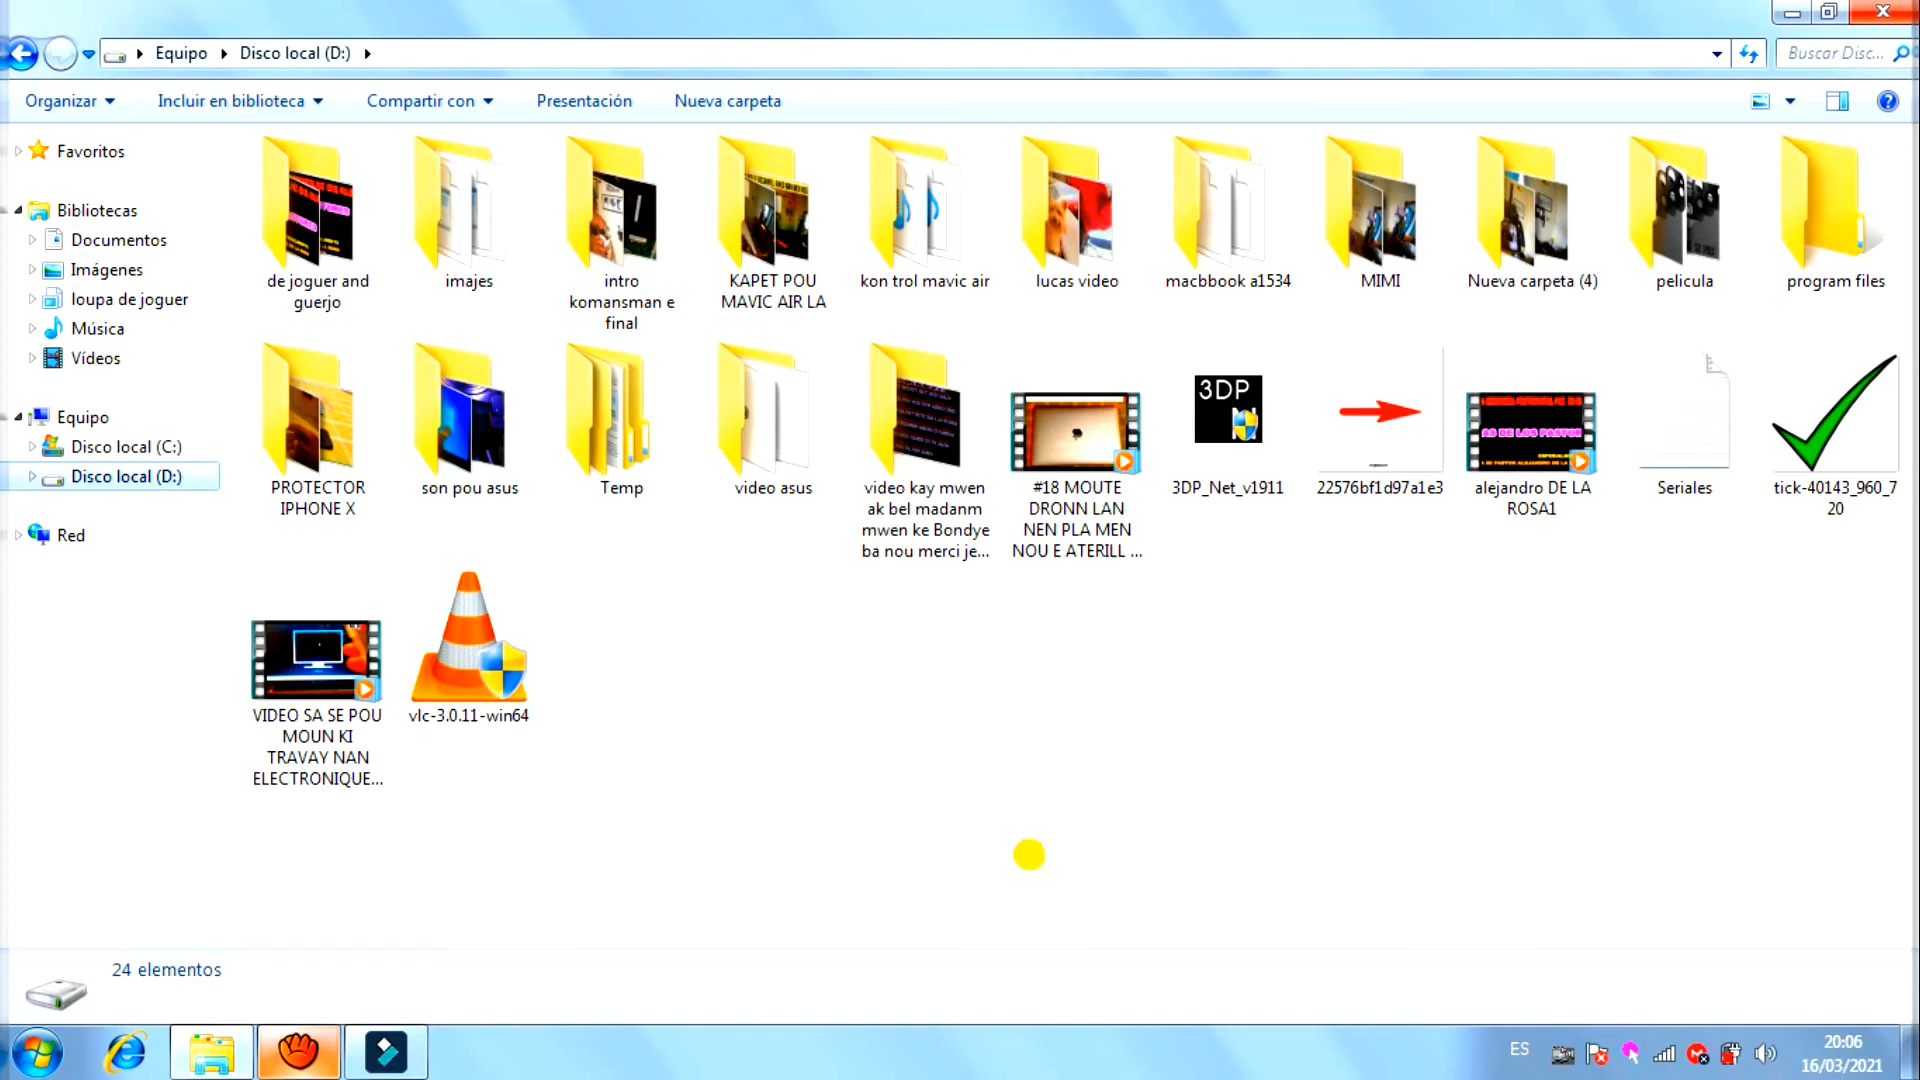 Equipo
Disco local (D:)
Buscar Disc...
Organizar
Incluir en biblioteca
Compartir con
Presentación
Nueva carpeta
Favoritos
Bibliotecas
Documentos
Imágenes
loupa de joguer
Música
Vídeos
Equipo
Disco local (C:)
Disco local (D:)
Red
de joguer and
guerjo
imajes
intro
komansman e
final
KAPET POU
MAVIC AIR LA
kon trol mavic air
lucas video
macbbook a1534
MIMI
Nueva carpeta (4)
pelicula
program files
PROTECTOR
IPHONE X
son pou asus
Temp
video asus
video kay mwen
ak bel madanm
mwen ke Bondye
ba nou merci je...
#18 MOUTE
DRONN LAN
NEN PLA MEN
NOU E ATERILL ...
3DP
3DP_Net_v1911
22576bf1d97a1e3
AS DE LOS PASTOR
alejandro DE LA
ROSA1
Seriales
tick-40143_960_7
20
VIDEO SA SE POU
MOUN KI
TRAVAY NAN
ELECTRONIQUE...
vlc-3.0.11-win64
24 elementos
ES
20:06
16/03/2021